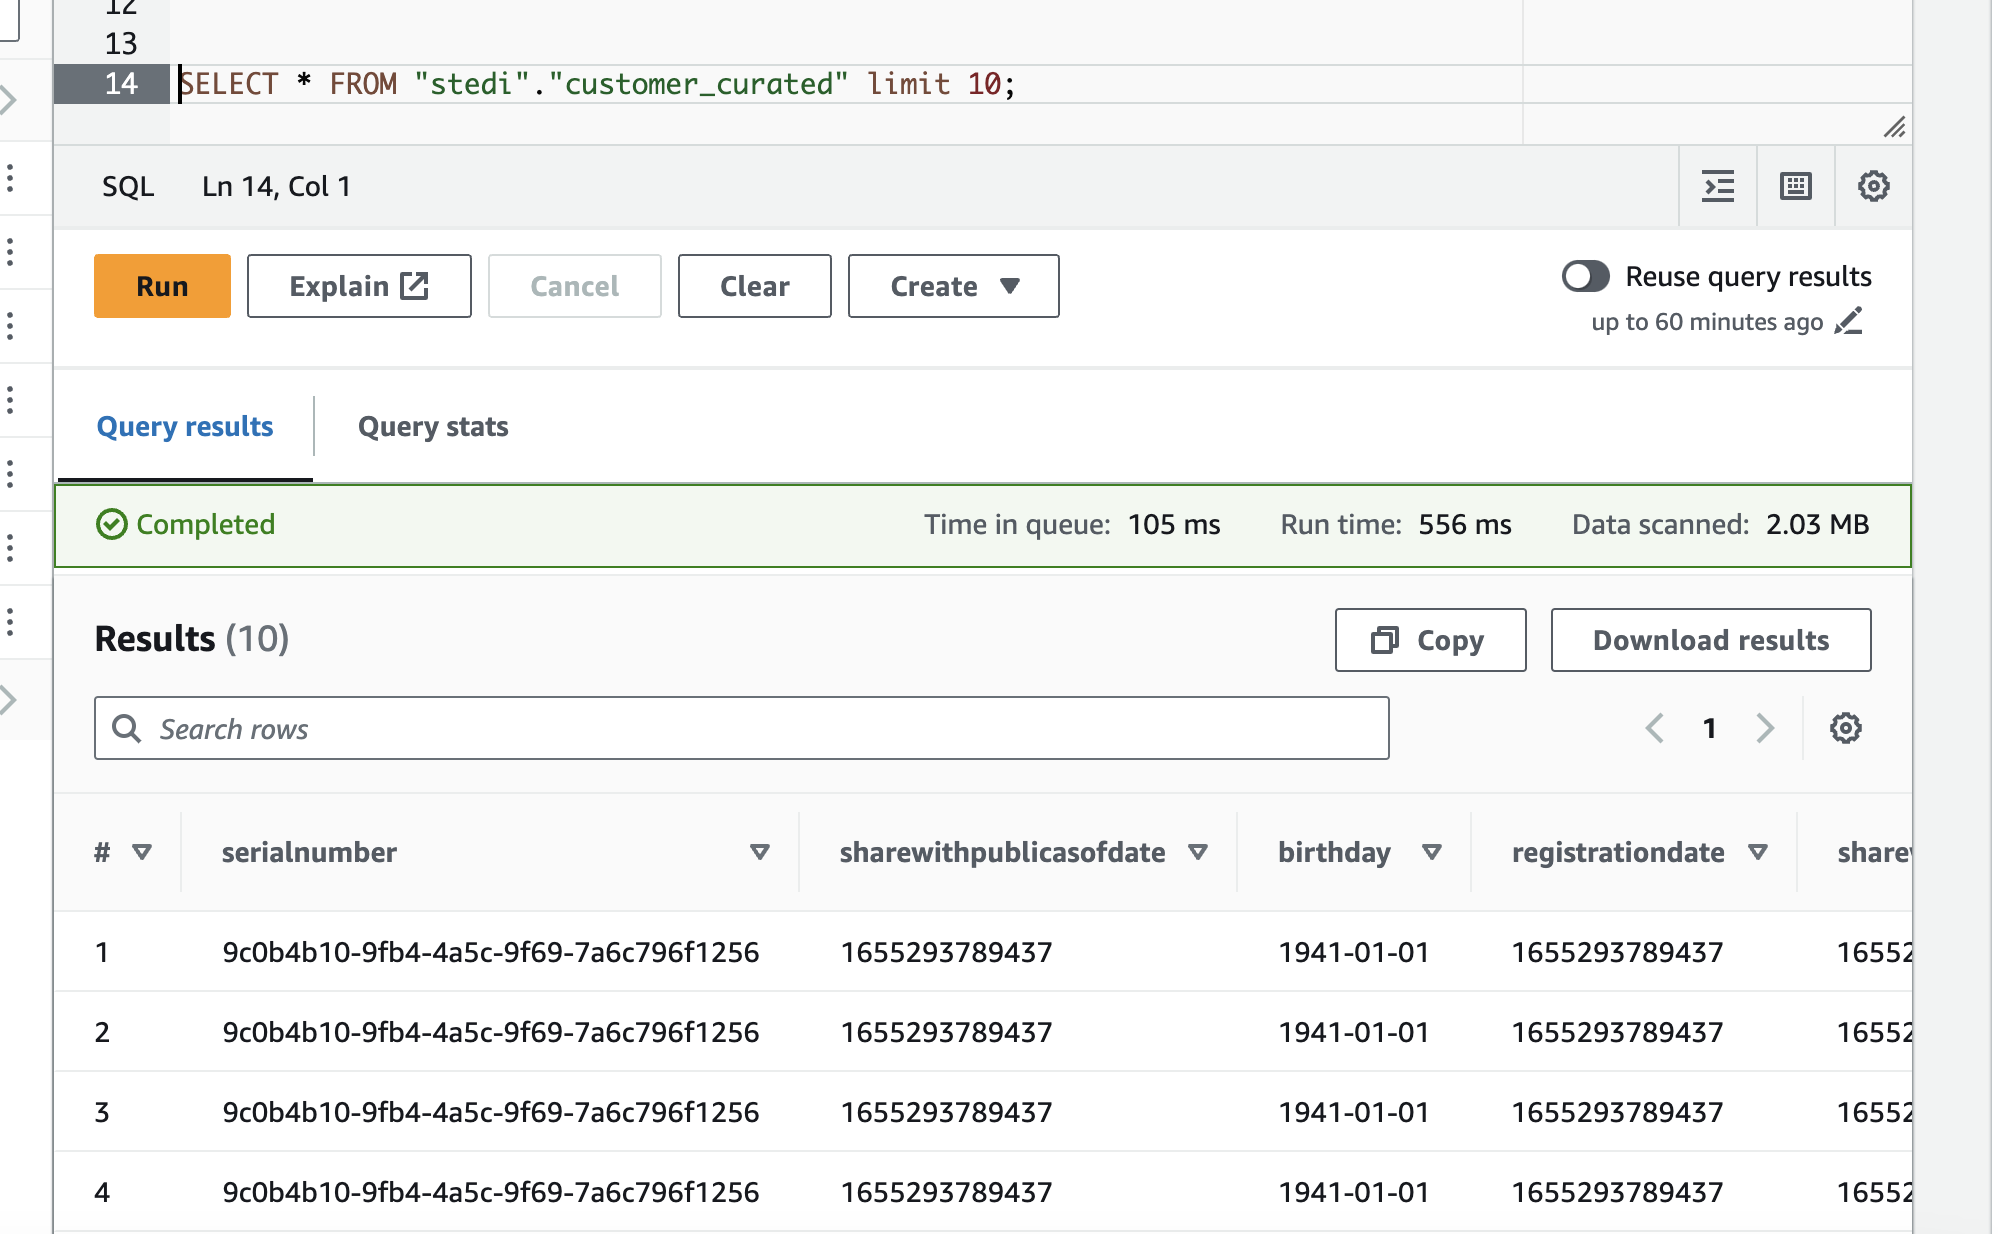 12
13
14 SELECT * FROM "stedi"."customer_curated" limit 10;
SQL Ln 14, Col 1
Run Explain Cancel Clear Create Reuse query results
up to 60 minutes ago
Query results Query stats
Completed Time in queue: 105 ms Run time: 556 ms Data scanned: 2.03 MB
Results (10) Copy Download results
Search rows 1
# serialnumber sharewithpublicasofdate birthday registrationdate share
1 9c0b4b10-9fb4-4a5c-9f69-7a6c796f1256 1655293789437 1941-01-01 1655293789437 16552
2 9c0b4b10-9fb4-4a5c-9f69-7a6c796f1256 1655293789437 1941-01-01 1655293789437 16552
3 9c0b4b10-9fb4-4a5c-9f69-7a6c796f1256 1655293789437 1941-01-01 1655293789437 16552
4 9c0b4b10-9fb4-4a5c-9f69-7a6c796f1256 1655293789437 1941-01-01 1655293789437 16552